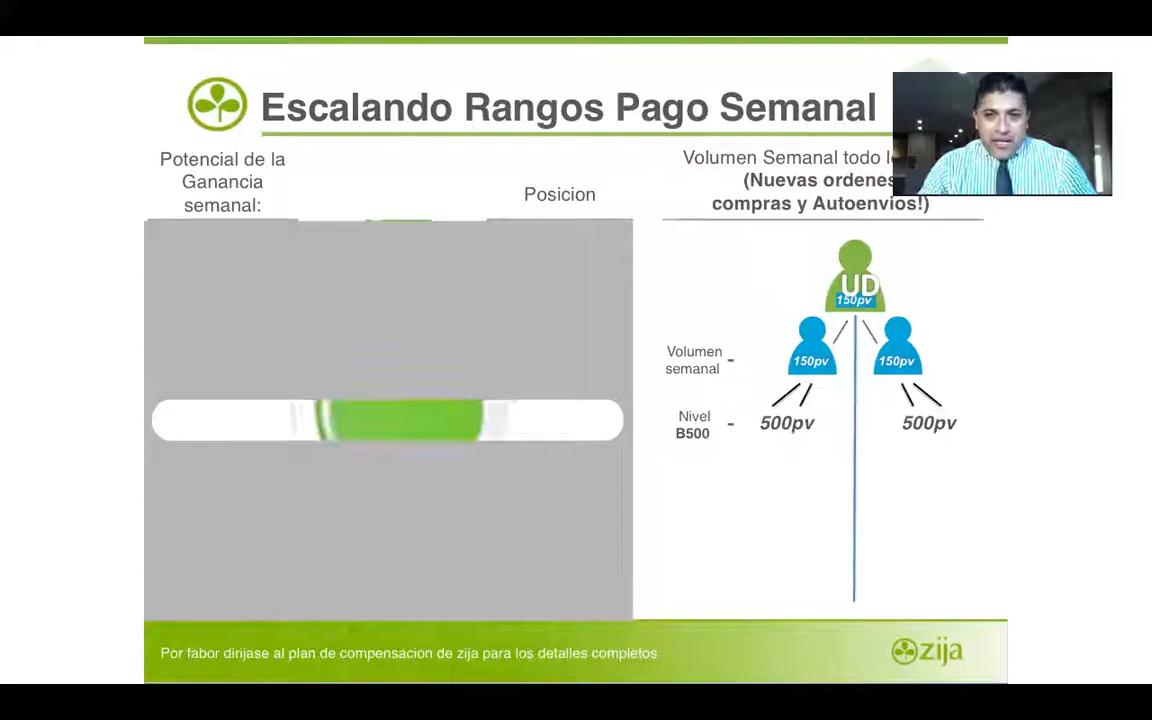 Escalando Rangos Pago Semanal
Potencial de la
Ganancia
semanal:
Posicion
Volumen Semanal todo
(Nuevas ordenes
compras y Autoenvios!)
UD
150pv
150pv
150pv
Volumen
semanal -
500pv
500pv
Nivel
B500 -
Por fabor dirijase al plan de compensacion de zija para los detalles completos
zija